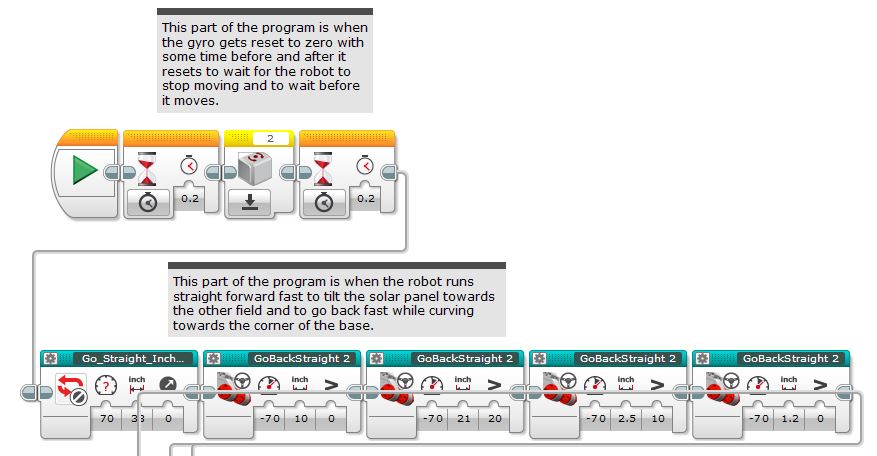 This part of the program is when
the gyro gets reset to zero with
some time before and after it
resets to wait for the robot to
stop moving and to wait before
it moves.
2
0.2
0.2
This part of the program is when the robot runs
straight forward fast to tilt the solar panel towards
the other field and to go back fast while curving
towards the corner of the base.
Go_Straight_Inch... GoBackStraight 2 GoBackStraight 2 GoBackStraight 2 GoBackStraight 2
? inch inch > inch > inch > inch >
70 33 0 -70 10 0 -70 21 20 -70 2.5 10 -70 1.2 0